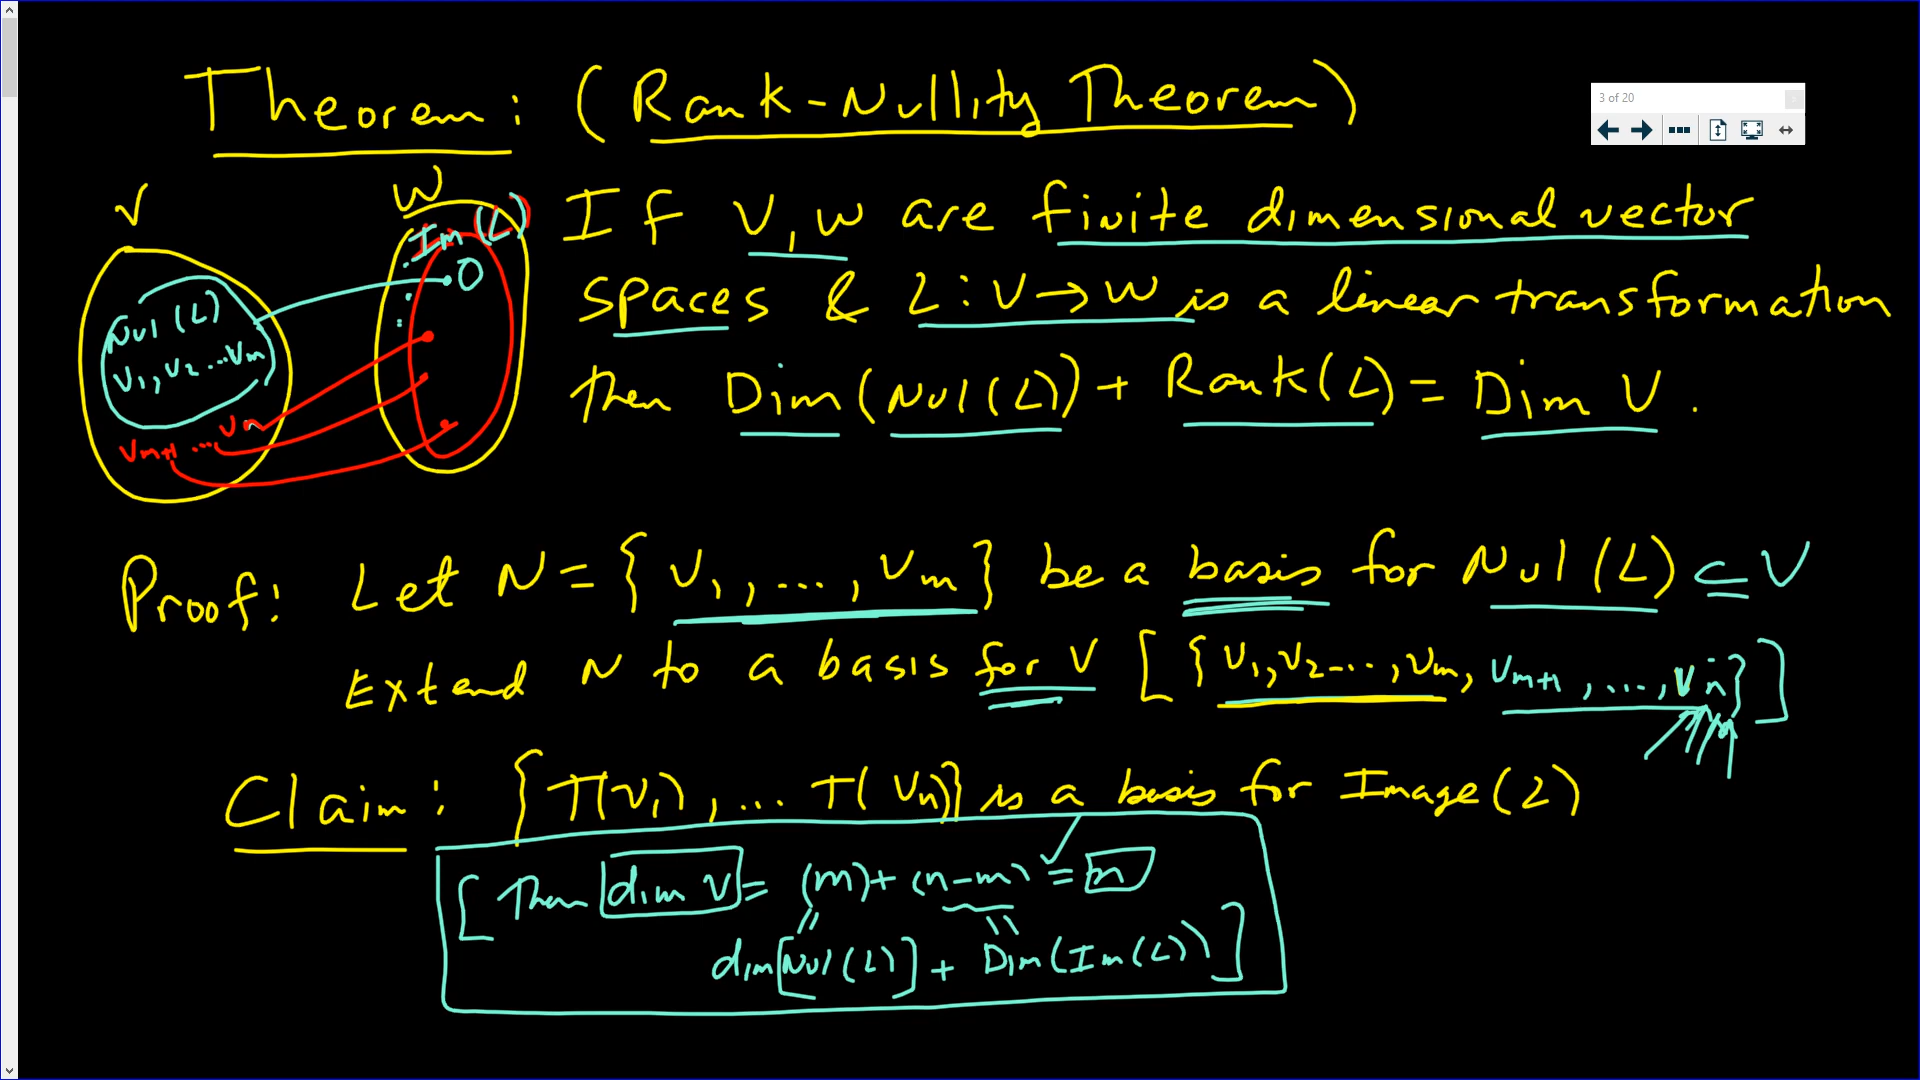 Theorem: (Rank-Nullity Theorem)
3 of 20
V
W
Im(L)
0
Nul(L)
v1, v2 ... vm
vm+1 ... vn
If V, W are finite dimensional vector
spaces & L: V → W is a linear transformation
then Dim(Nul(L)) + Rank(L) = Dim V.
Proof: Let N = {v1, ..., vm} be a basis for Nul(L) ⊆ V
Extend N to a basis for V [{v1, v2 ..., vm, vm+1, ..., vn}]
Claim: {T(v1), ... T(vn)} is a basis for Image(L)
[Then dim V = (m) + (n-m) = n
dim[Nul(L)] + Dim(Im(L))]